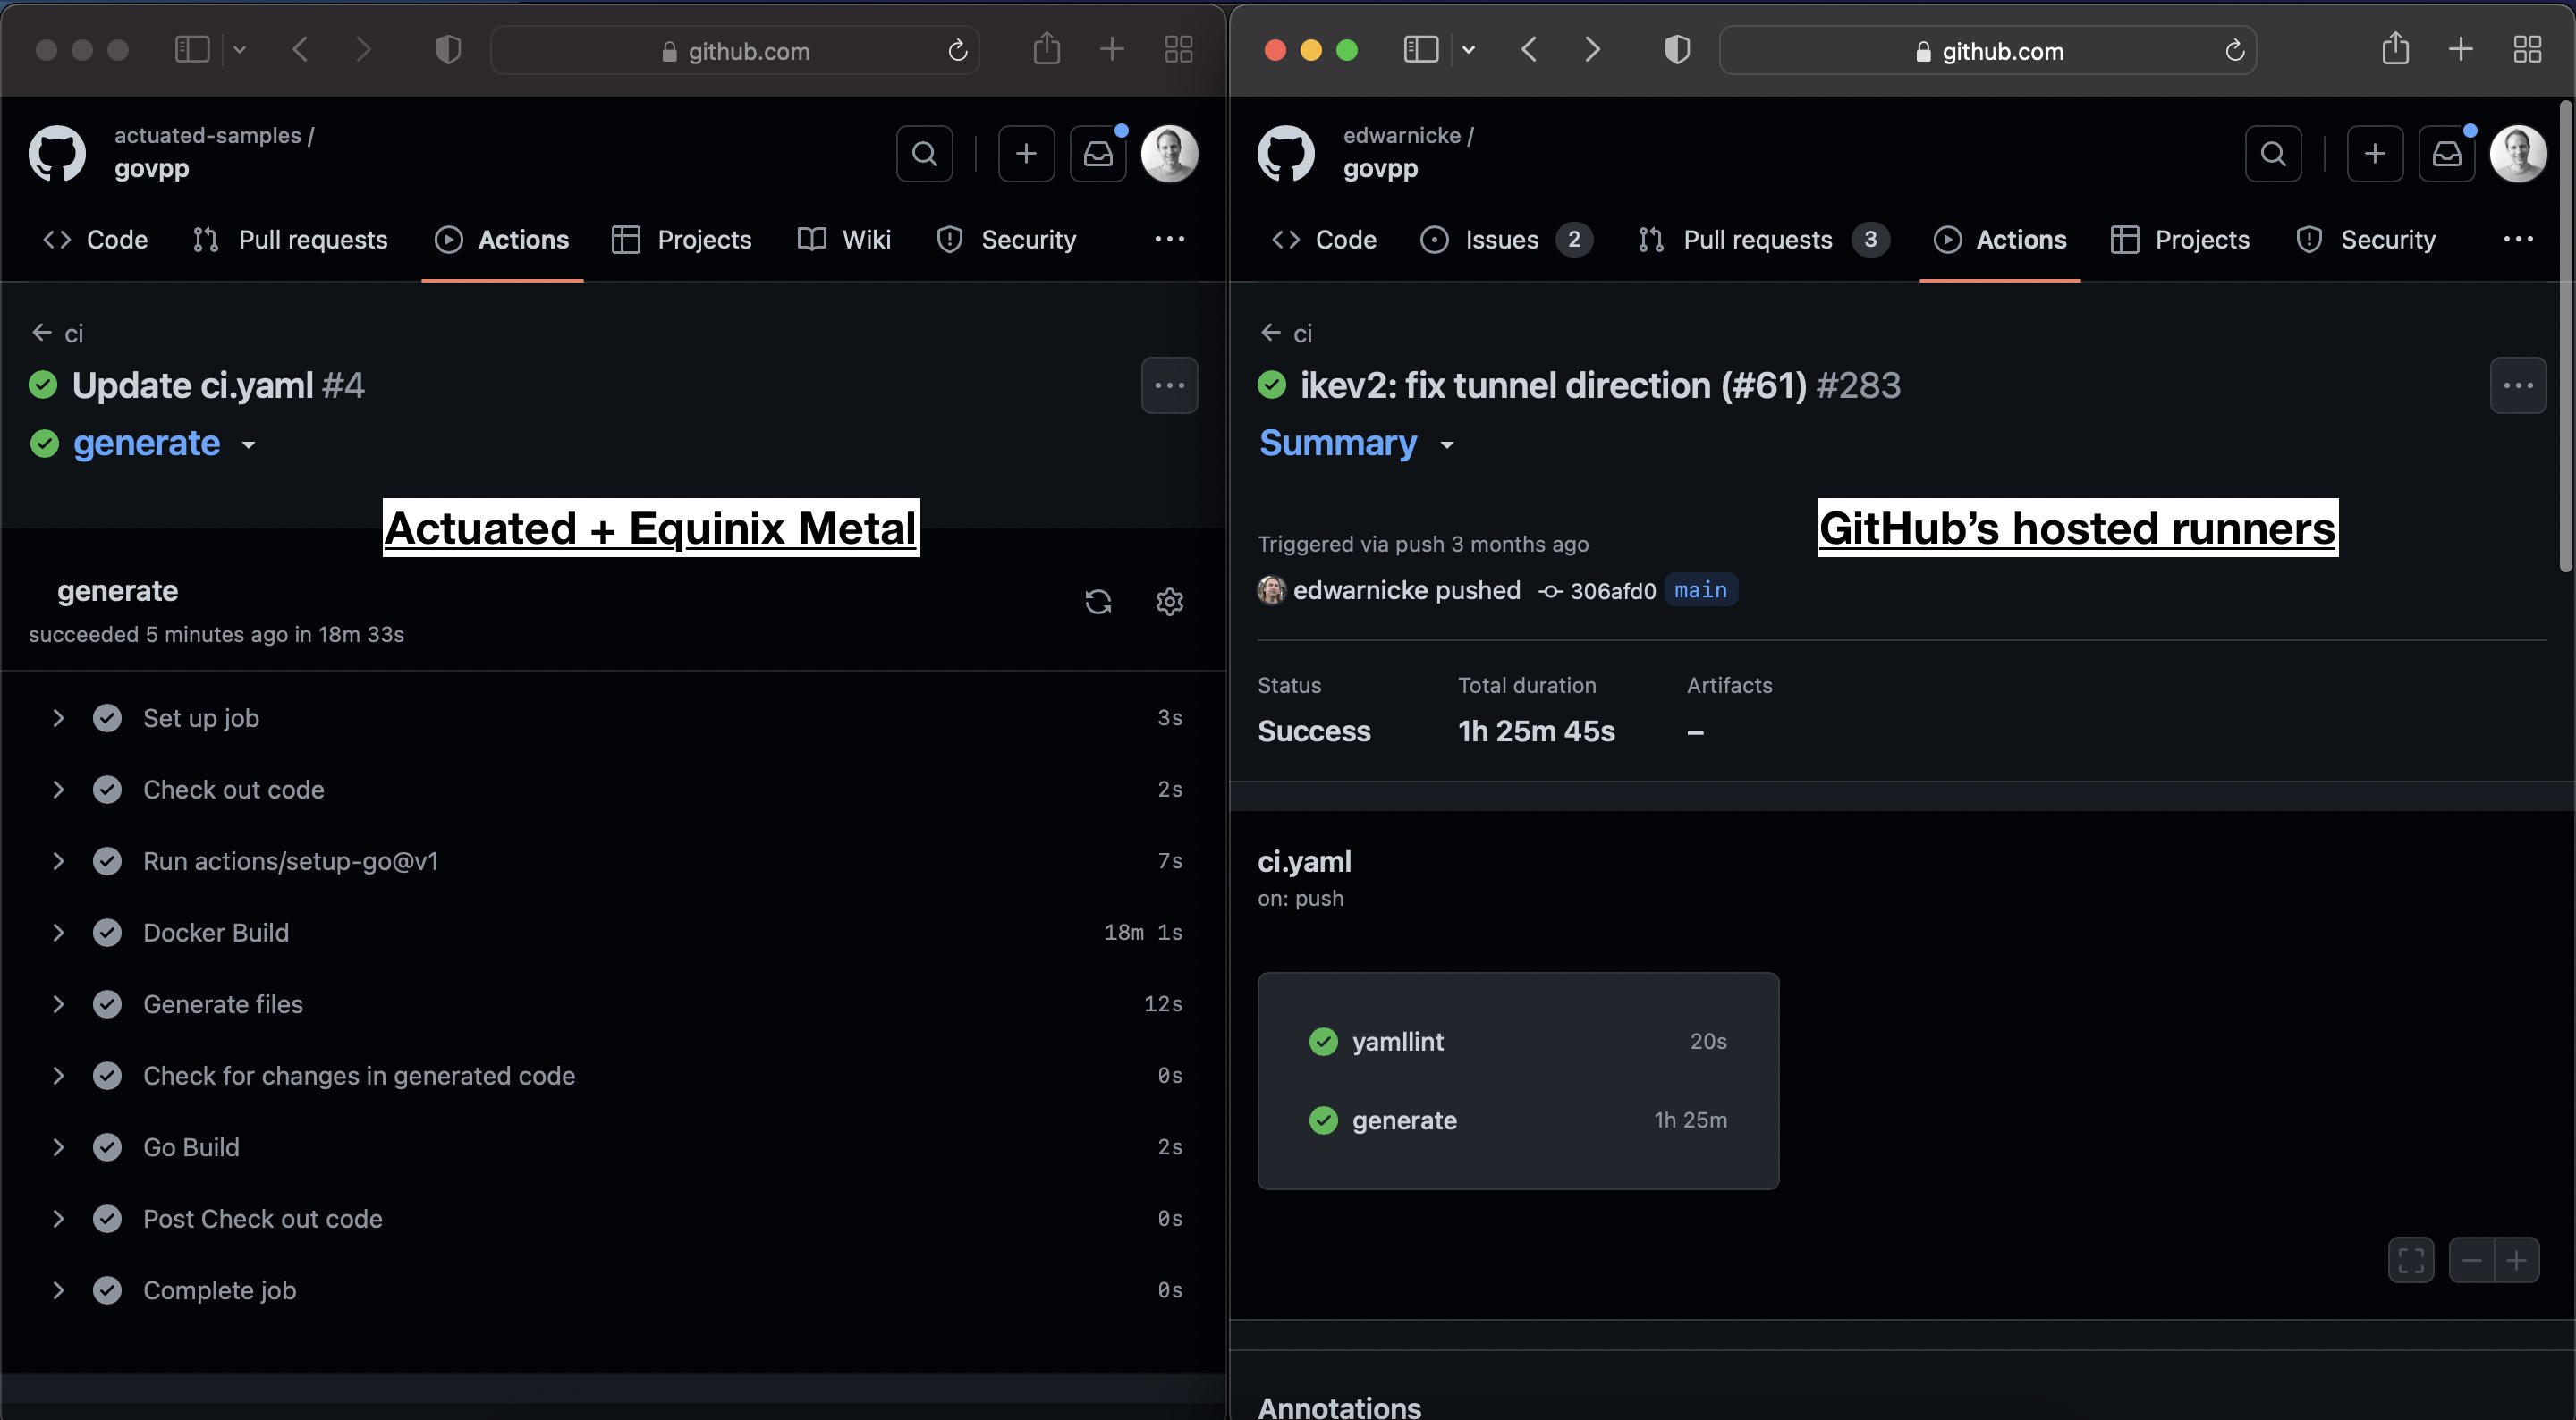 github.com
actuated-samples /
govpp
Code Pull requests Actions Projects Wiki Security
ci
Update ci.yaml #4
generate
Actuated + Equinix Metal
generate
succeeded 5 minutes ago in 18m 33s
Set up job 3s
Check out code 2s
Run actions/setup-go@v1 7s
Docker Build 18m 1s
Generate files 12s
Check for changes in generated code 0s
Go Build 2s
Post Check out code 0s
Complete job 0s
github.com
edwarnicke /
govpp
Code Issues 2 Pull requests 3 Actions Projects Security
ci
ikev2: fix tunnel direction (#61) #283
Summary
GitHub’s hosted runners
Triggered via push 3 months ago
edwarnicke pushed 306afd0 main
Status Total duration Artifacts
Success 1h 25m 45s –
ci.yaml
on: push
yamllint 20s
generate 1h 25m
Annotations